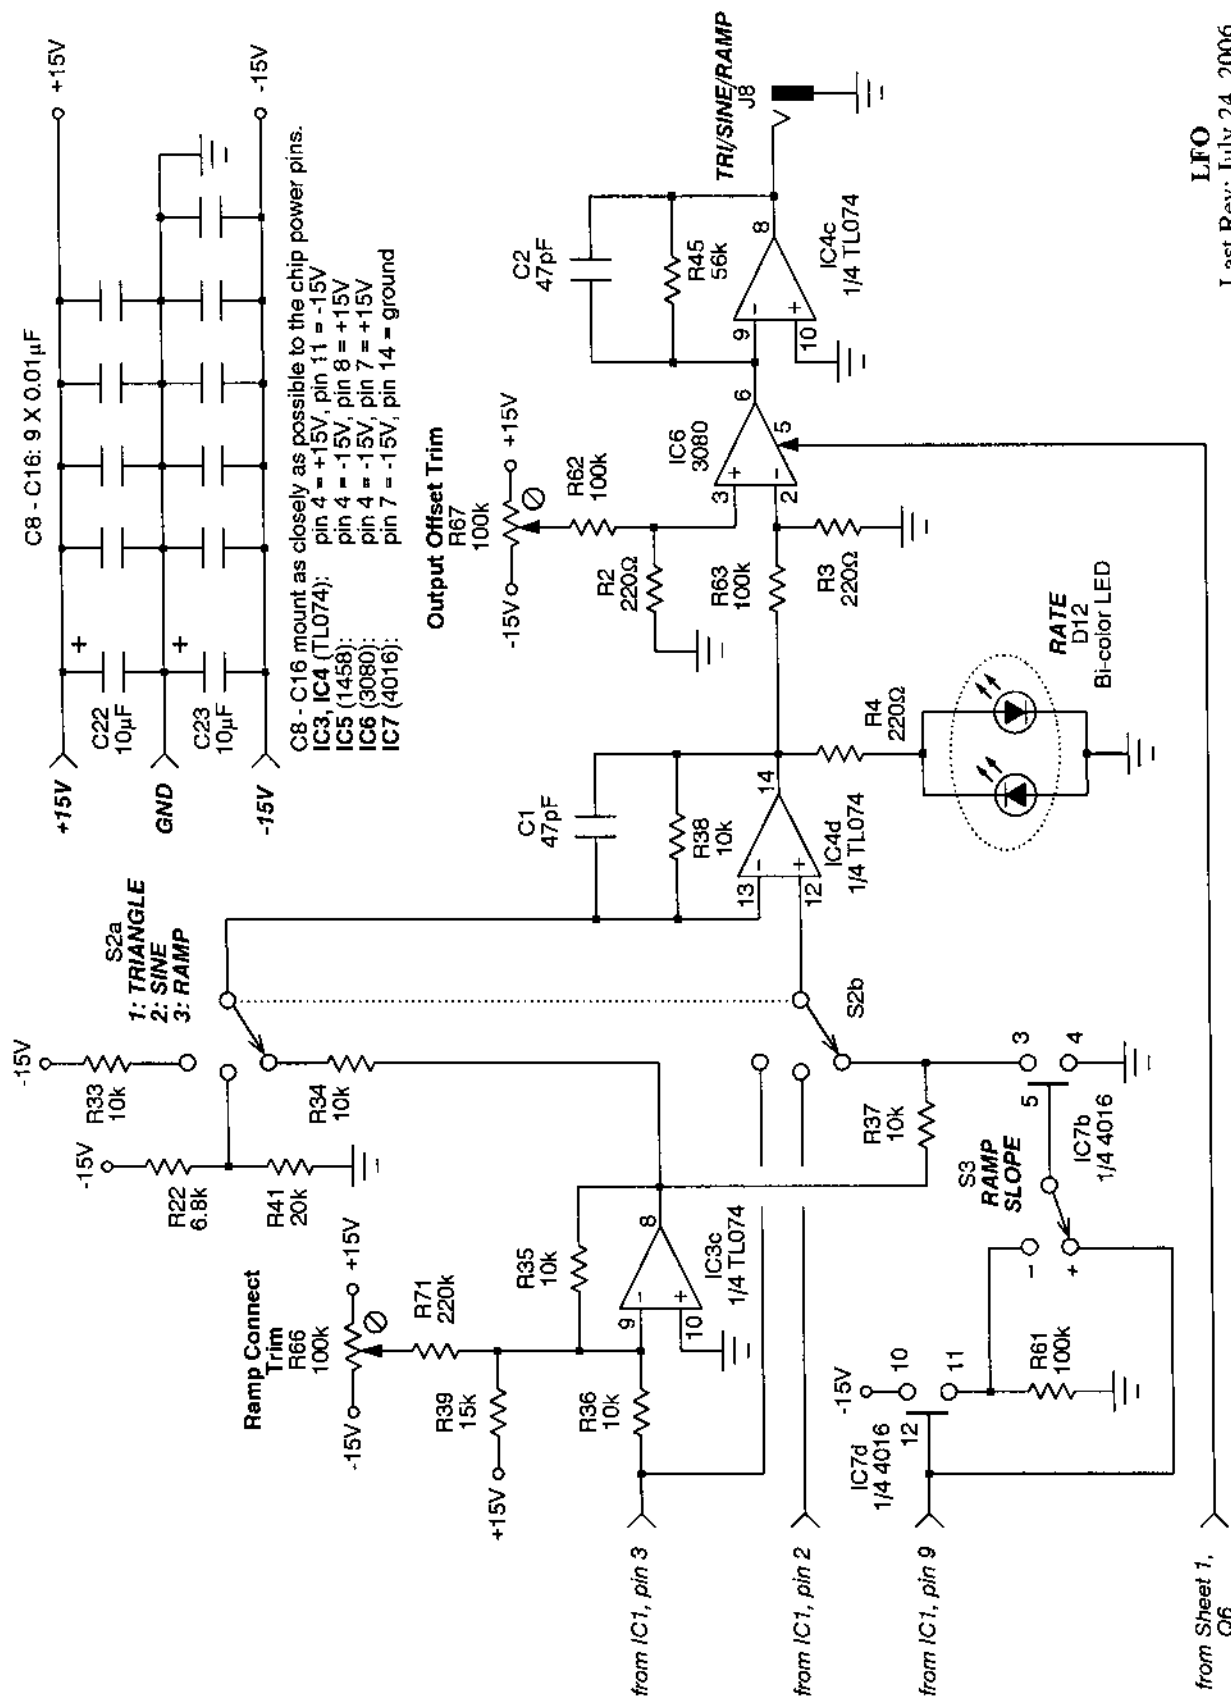 C8 - C16: 9 X 0.01µF
+15V
+15V
+
C22
10µF
GND
+
C23
10µF
-15V
-15V
C8 - C16 mount as closely as possible to the chip power pins.
IC3, IC4 (TL074): pin 4 = +15V, pin 11 = -15V
IC5 (1458): pin 4 = -15V, pin 8 = +15V
IC6 (3080): pin 4 = -15V, pin 7 = +15V
IC7 (4016): pin 7 = -15V, pin 14 = ground
S2a
1: TRIANGLE
2: SINE
3: RAMP
-15V
R33
10k
-15V
R22
6.8k
R41
20k
R34
10k
Ramp Connect
Trim
R66
100k
-15V
+15V
R71
220k
R39
15k
+15V
R35
10k
R36
10k
9
-
8
+
10
IC3c
1/4 TL074
from IC1, pin 3
from IC1, pin 2
from IC1, pin 9
from Sheet 1,
Q6
R37
10k
S2b
3
4
5
IC7b
1/4 4016
S3
RAMP
SLOPE
-
+
-15V
10
11
12
IC7d
1/4 4016
R61
100k
C1
47pF
R38
10k
13
-
14
12
+
IC4d
1/4 TL074
R4
220Ω
RATE
D12
Bi-color LED
Output Offset Trim
R67
100k
-15V
+15V
R62
100k
R2
220Ω
R63
100k
R3
220Ω
IC6
3080
3
+
6
2
-
5
C2
47pF
R45
56k
9
-
8
10
+
IC4c
1/4 TL074
TRI/SINE/RAMP
J8
LFO
Last Rev: July 24, 2006